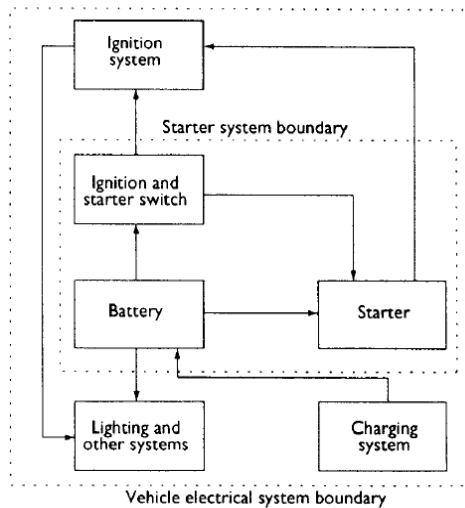 Ignition
system
Starter system boundary
Ignition and
starter switch
Battery
Starter
Lighting and
other systems
Charging
system
Vehicle electrical system boundary